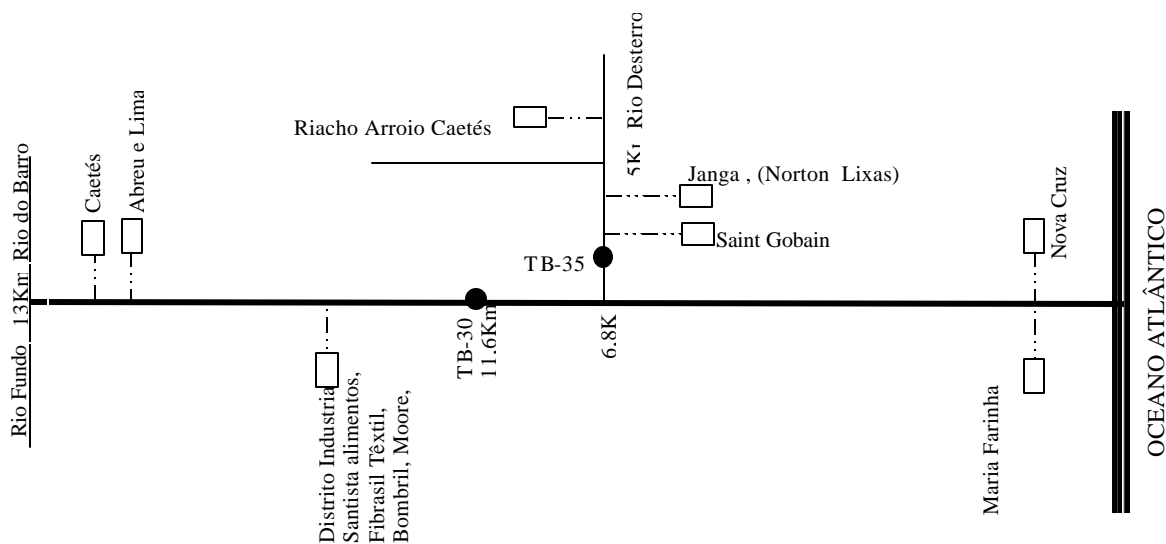 Rio do Barro
13Km
Rio Fundo
Caetés
Abreu e Lima
Riacho Arroio Caetés
Rio Desterro
Janga , (Norton Lixas)
Saint Gobain
TB-35
Nova Cruz
OCEANO ATLÂNTICO
TB-30
11.6Km
6.8K
Distrito Industria
Santista alimentos,
Fibrasil Têxtil,
Bombril, Moore,
Maria Farinha